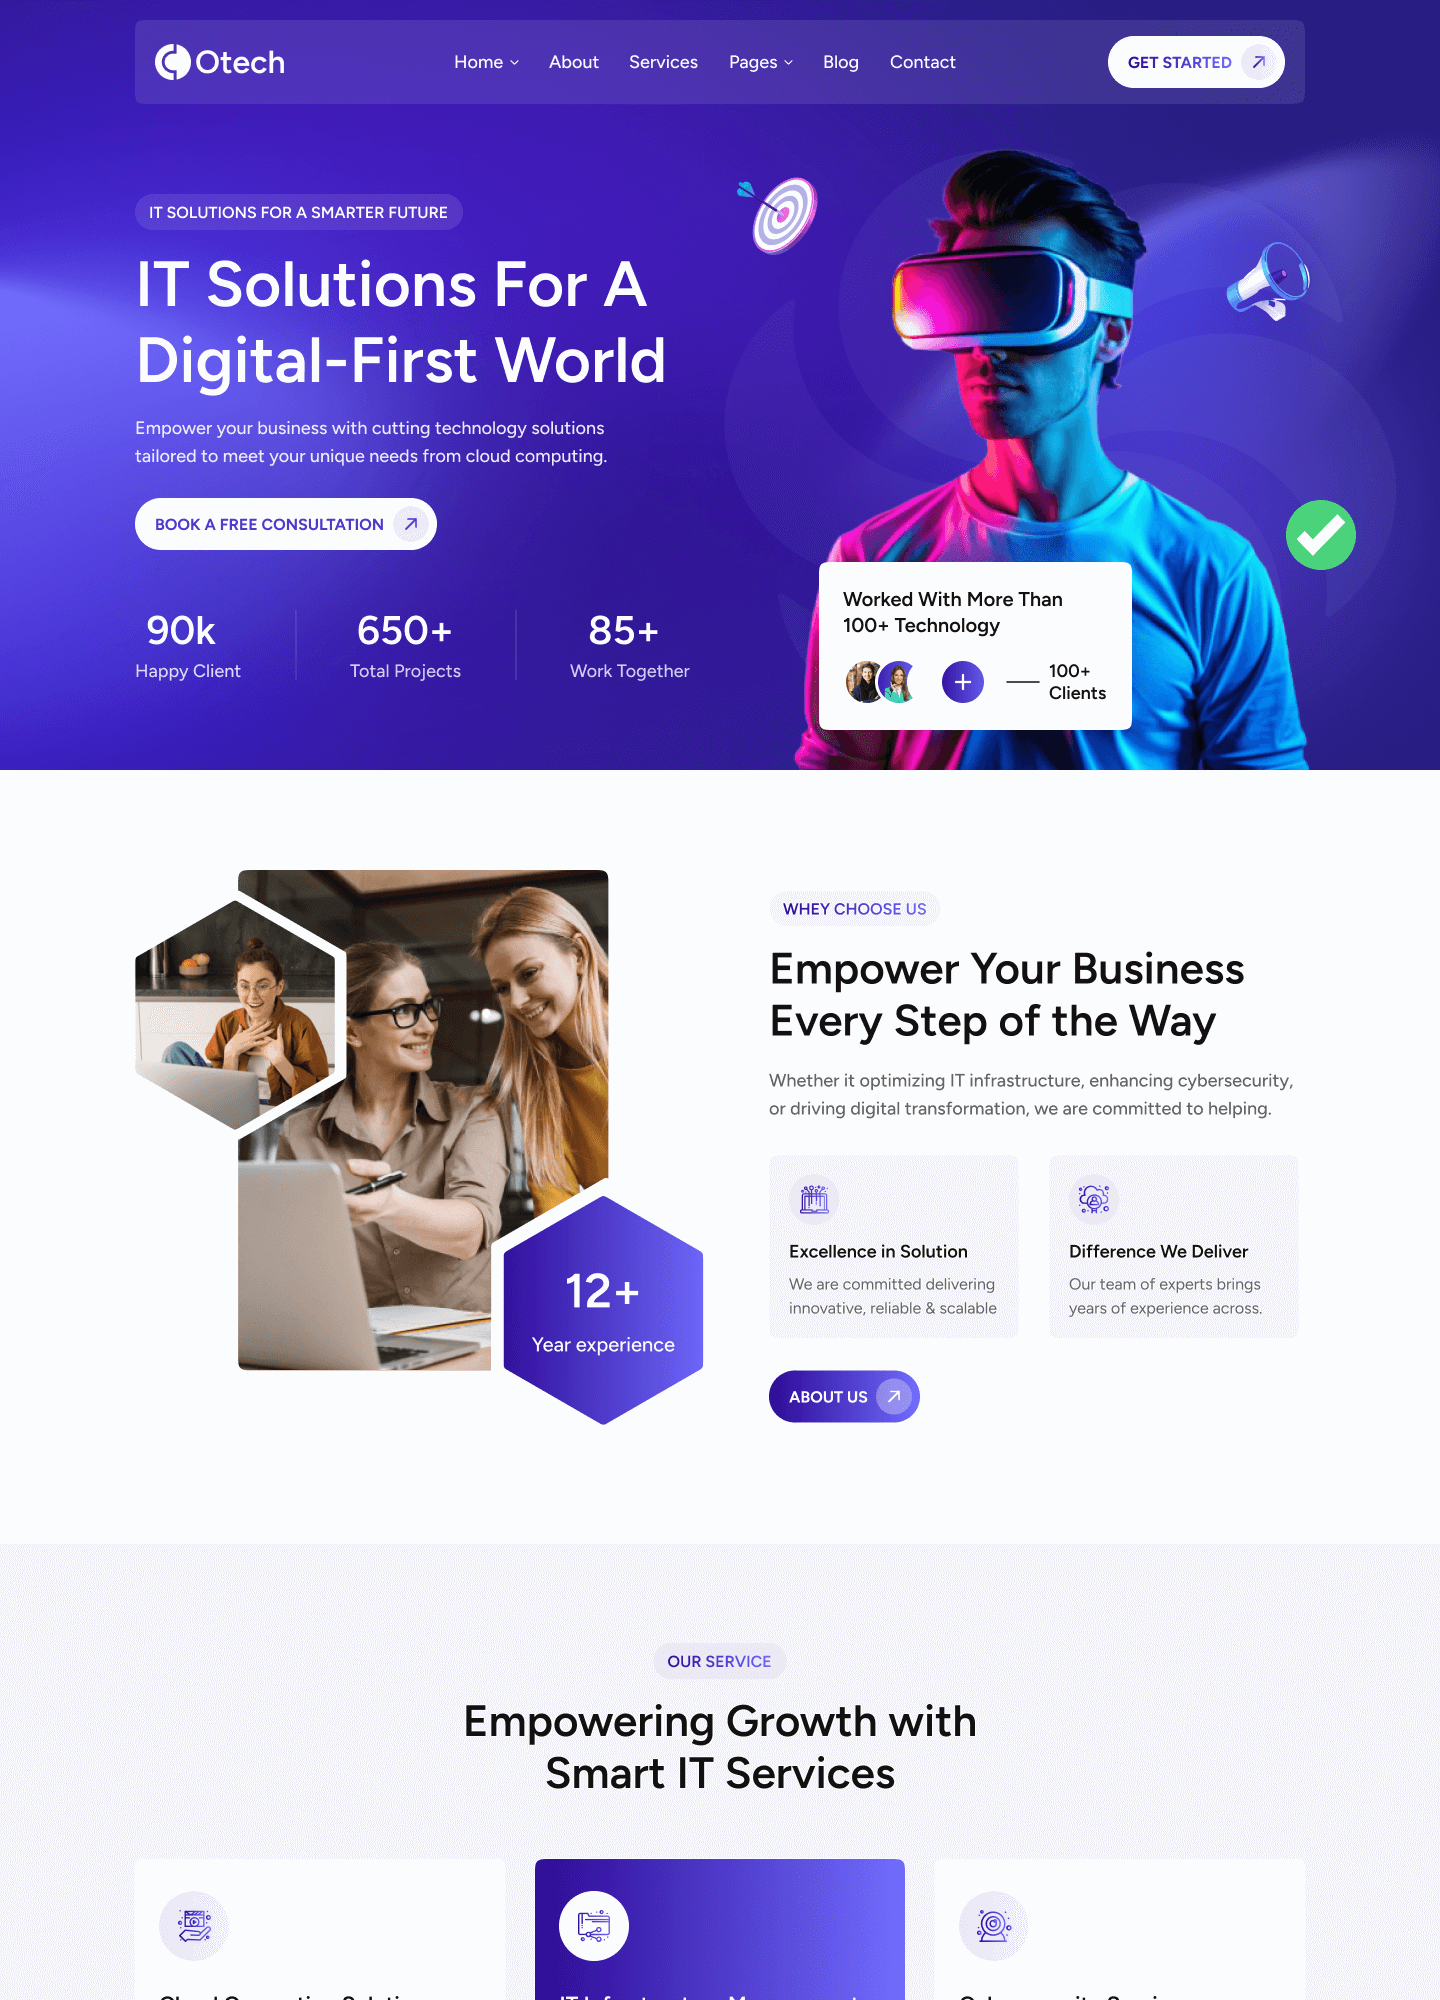 Otech
Home
About
Services
Pages
Blog
Contact
GET STARTED
IT SOLUTIONS FOR A SMARTER FUTURE
IT Solutions For A
Digital-First World
Empower your business with cutting technology solutions
tailored to meet your unique needs from cloud computing.
BOOK A FREE CONSULTATION
90k
Happy Client
650+
Total Projects
85+
Work Together
Worked With More Than
100+ Technology
100+
Clients
12+
Year experience
WHEY CHOOSE US
Empower Your Business
Every Step of the Way
Whether it optimizing IT infrastructure, enhancing cybersecurity,
or driving digital transformation, we are committed to helping.
Excellence in Solution
We are committed delivering
innovative, reliable & scalable
Difference We Deliver
Our team of experts brings
years of experience across.
ABOUT US
OUR SERVICE
Empowering Growth with
Smart IT Services